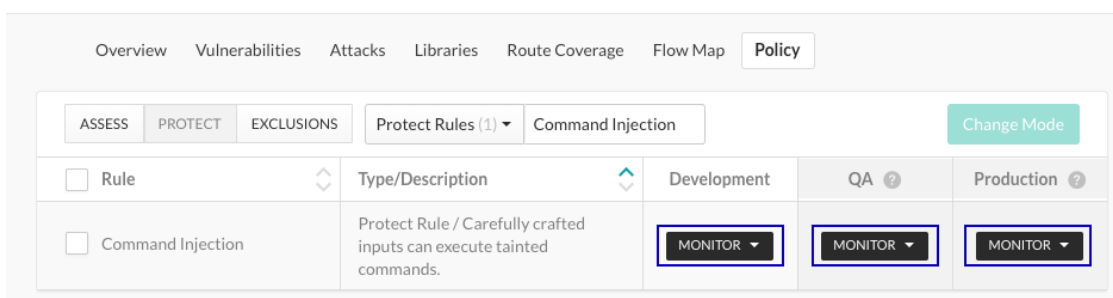 Overview Vulnerabilities Attacks Libraries Route Coverage Flow Map Policy
ASSESS PROTECT EXCLUSIONS Protect Rules (1) Command Injection Change Mode
Rule Type/Description Development QA ? Production ?
Command Injection
Protect Rule / Carefully crafted
inputs can execute tainted
commands.
MONITOR MONITOR MONITOR